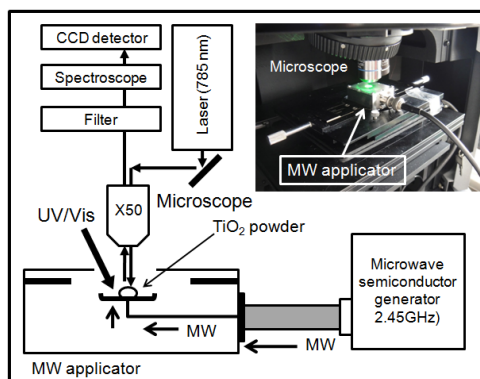 CCD detector
Spectroscope
Filter
Laser (785 nm)
Microscope
MW applicator
X50
Microscope
UV/Vis
TiO2 powder
Microwave
semiconductor
generator
2.45GHz)
MW
MW
MW applicator